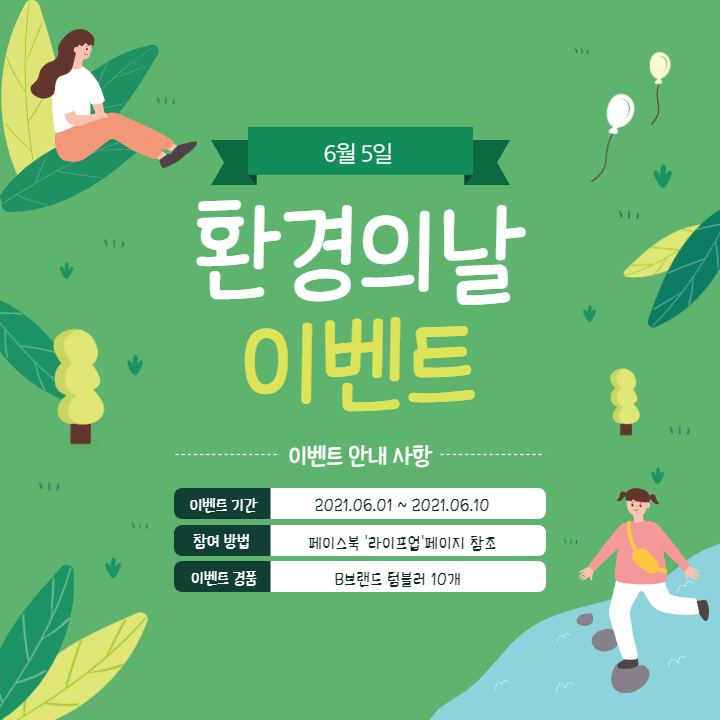 6월 5일
환경의날
이벤트
이벤트 안내 사항
이벤트 기간 2021.06.01 ~ 2021.06.10
참여 방법 페이스북 '라이프업'페이지 참조
이벤트 경품 B브랜드 텀블러 10개